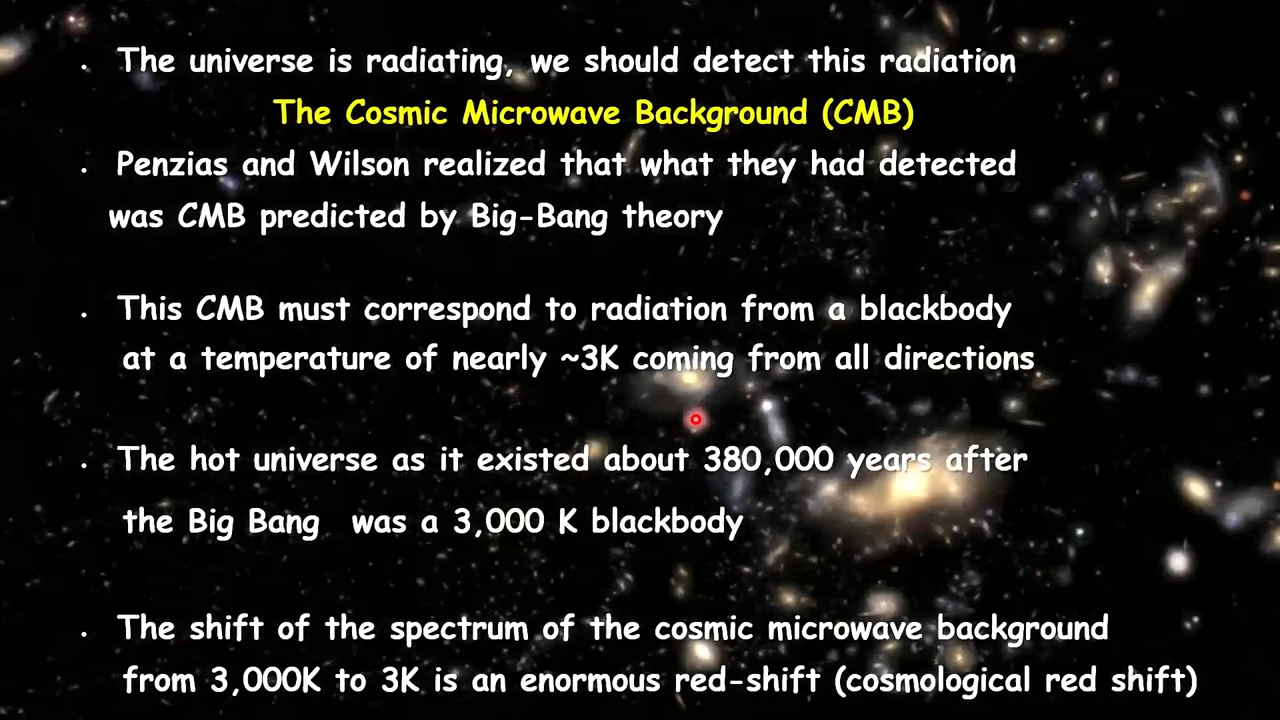 . The universe is radiating, we should detect this radiation
The Cosmic Microwave Background (CMB)
. Penzias and Wilson realized that what they had detected
was CMB predicted by Big-Bang theory
. This CMB must correspond to radiation from a blackbody
at a temperature of nearly ~3K coming from all directions
. The hot universe as it existed about 380,000 years after
the Big Bang was a 3,000 K blackbody
. The shift of the spectrum of the cosmic microwave background
from 3,000K to 3K is an enormous red-shift (cosmological red shift)